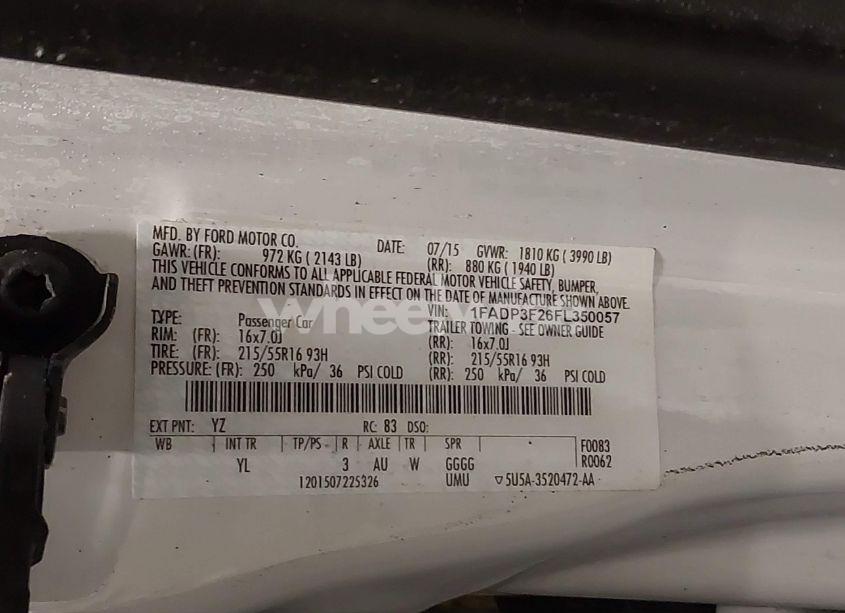 MFD. BY FORD MOTOR CO. DATE: 07/15 GVWR: 1810 KG ( 3990 LB)
GAWR: (FR): 972 KG ( 2143 LB) (RR): 880 KG ( 1940 LB)
THIS VEHICLE CONFORMS TO ALL APPLICABLE FEDERAL MOTOR VEHICLE SAFETY, BUMPER,
AND THEFT PREVENTION STANDARDS IN EFFECT ON THE DATE OF MANUFACTURE SHOWN ABOVE.
VIN: 1FADP3F26FL350057
TYPE: Passenger Car TRAILER TOWING - SEE OWNER GUIDE
RIM: (FR) 16x7.0J (RR) 16x7.0J
TIRE: (FR) 215/55R16 93H (RR) 215/55R16 93H
PRESSURE: (FR) 250 kPa/ 36 PSI COLD (RR) 250 kPa/ 36 PSI COLD
EXT PNT: YZ RC: 83 DSO:
WB INT TR TP/PS R AXLE TR SPR F0083
YL 3 AU W GGGG R0062
1201507225326 UMU ▽5U5A-3520472-AA